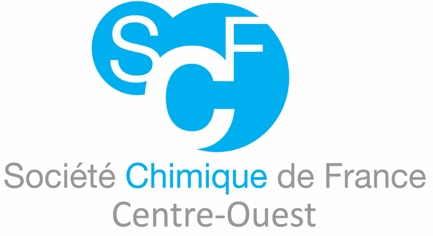 SCF
Société Chimique de France
Centre-Ouest